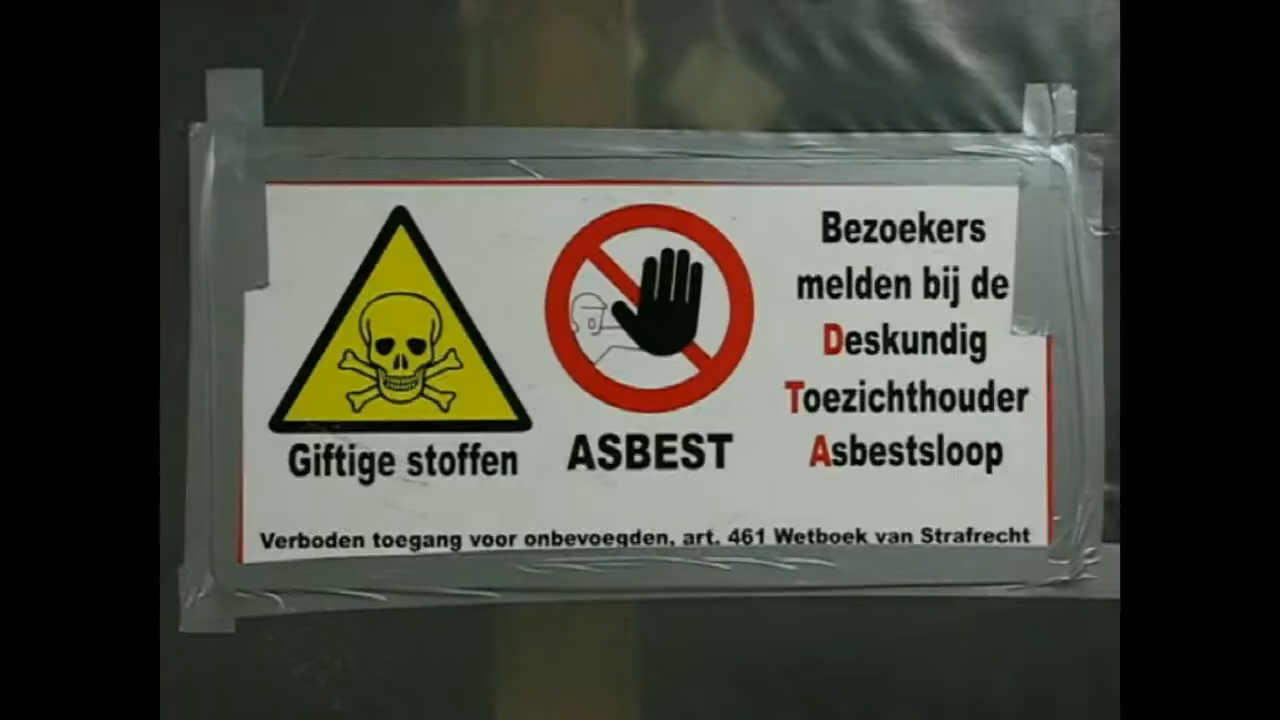 Giftige stoffen
ASBEST
Bezoekers
melden bij de
Deskundig
Toezichthouder
Asbestsloop
Verboden toegang voor onbevoegden, art. 461 Wetboek van Strafrecht